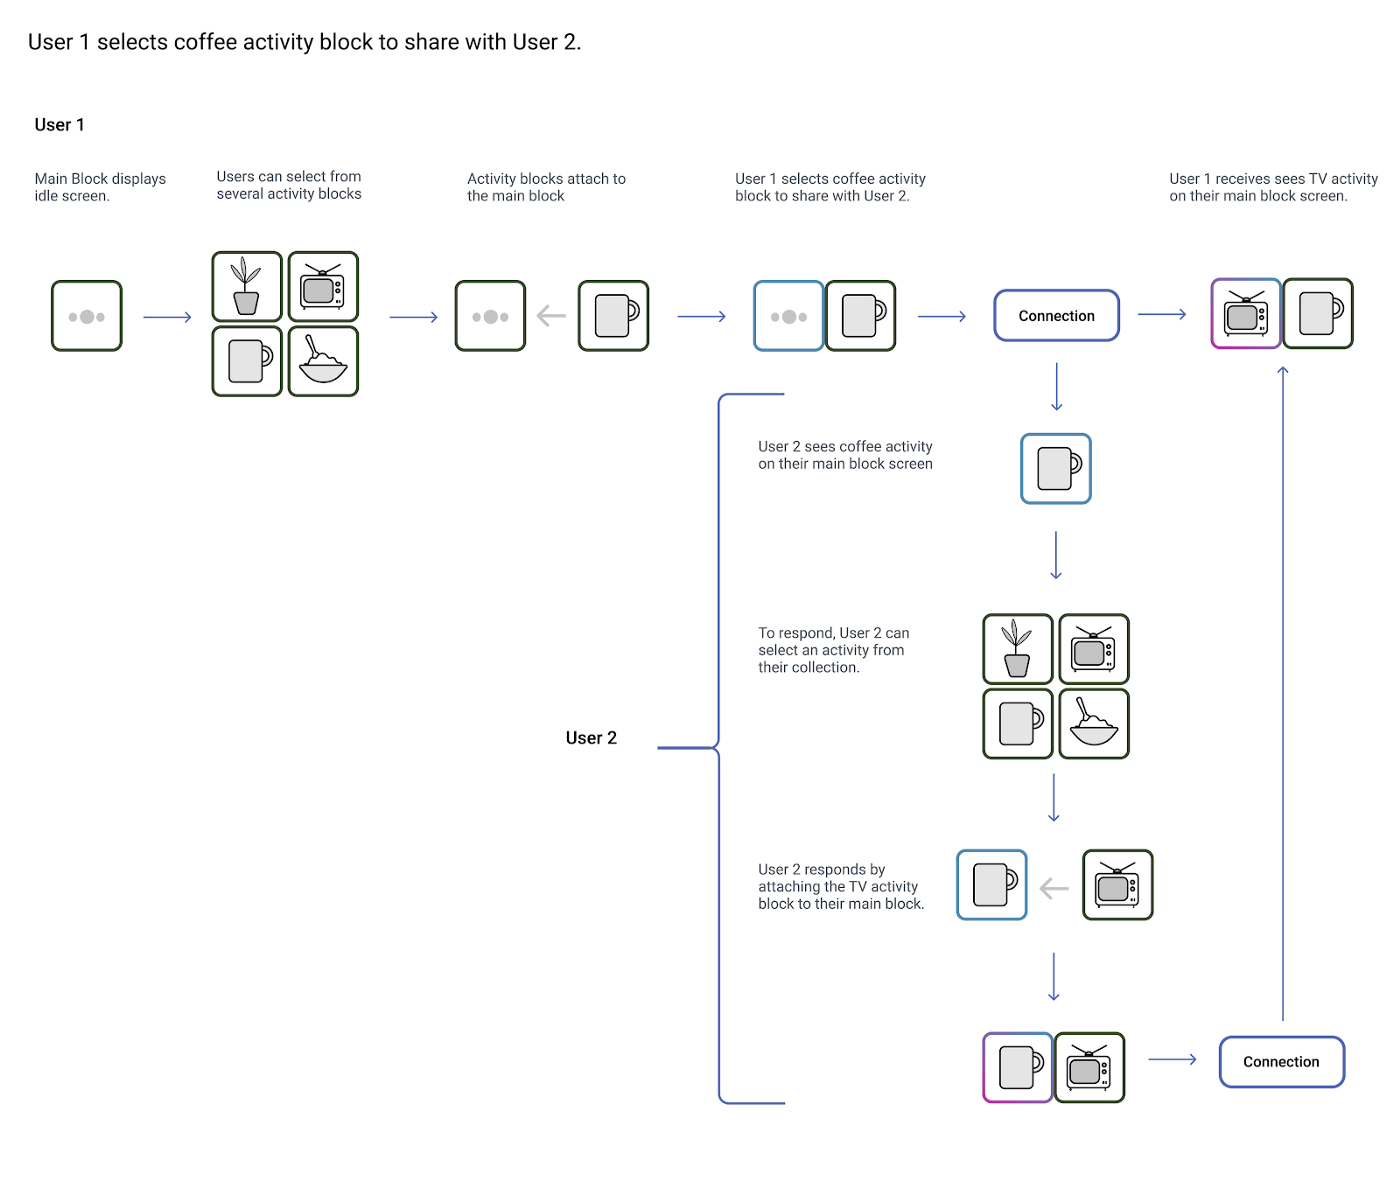 User 1 selects coffee activity block to share with User 2.
User 1
Main Block displays
idle screen.
Users can select from
several activity blocks
Activity blocks attach to
the main block
User 1 selects coffee activity
block to share with User 2.
User 1 receives sees TV activity
on their main block screen.
Connection
User 2 sees coffee activity
on their main block screen
To respond, User 2 can
select an activity from
their collection.
User 2
User 2 responds by
attaching the TV activity
block to their main block.
Connection